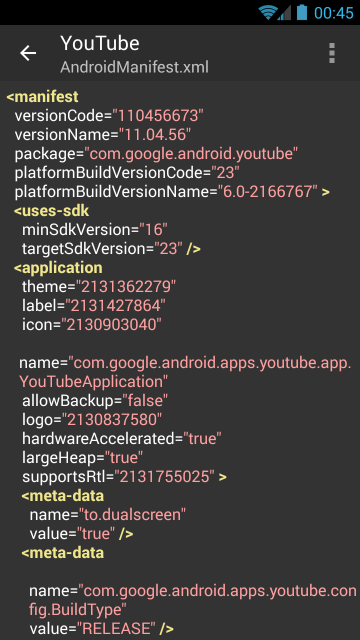 00:45
YouTube
AndroidManifest.xml
<manifest
versionCode="110456673"
versionName="11.04.56"
package="com.google.android.youtube"
platformBuildVersionCode="23"
platformBuildVersionName="6.0-2166767" >
<uses-sdk
minSdkVersion="16"
targetSdkVersion="23" />
<application
theme="2131362279"
label="2131427864"
icon="2130903040"
name="com.google.android.apps.youtube.app.
YouTubeApplication"
allowBackup="false"
logo="2130837580"
hardwareAccelerated="true"
largeHeap="true"
supportsRtl="2131755025" >
<meta-data
name="to.dualscreen"
value="true" />
<meta-data
name="com.google.android.apps.youtube.con
fig.BuildType"
value="RELEASE" />